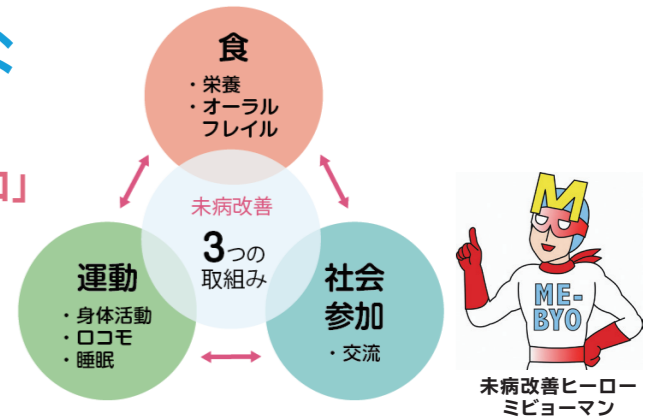 食
・栄養
・オーラル
フレイル
未病改善
3つの
取組み
運動
・身体活動
・ロコモ
・睡眠
社会
参加
・交流
M
ME-
BYO
未病改善ヒーロー
ミビョーマン
」